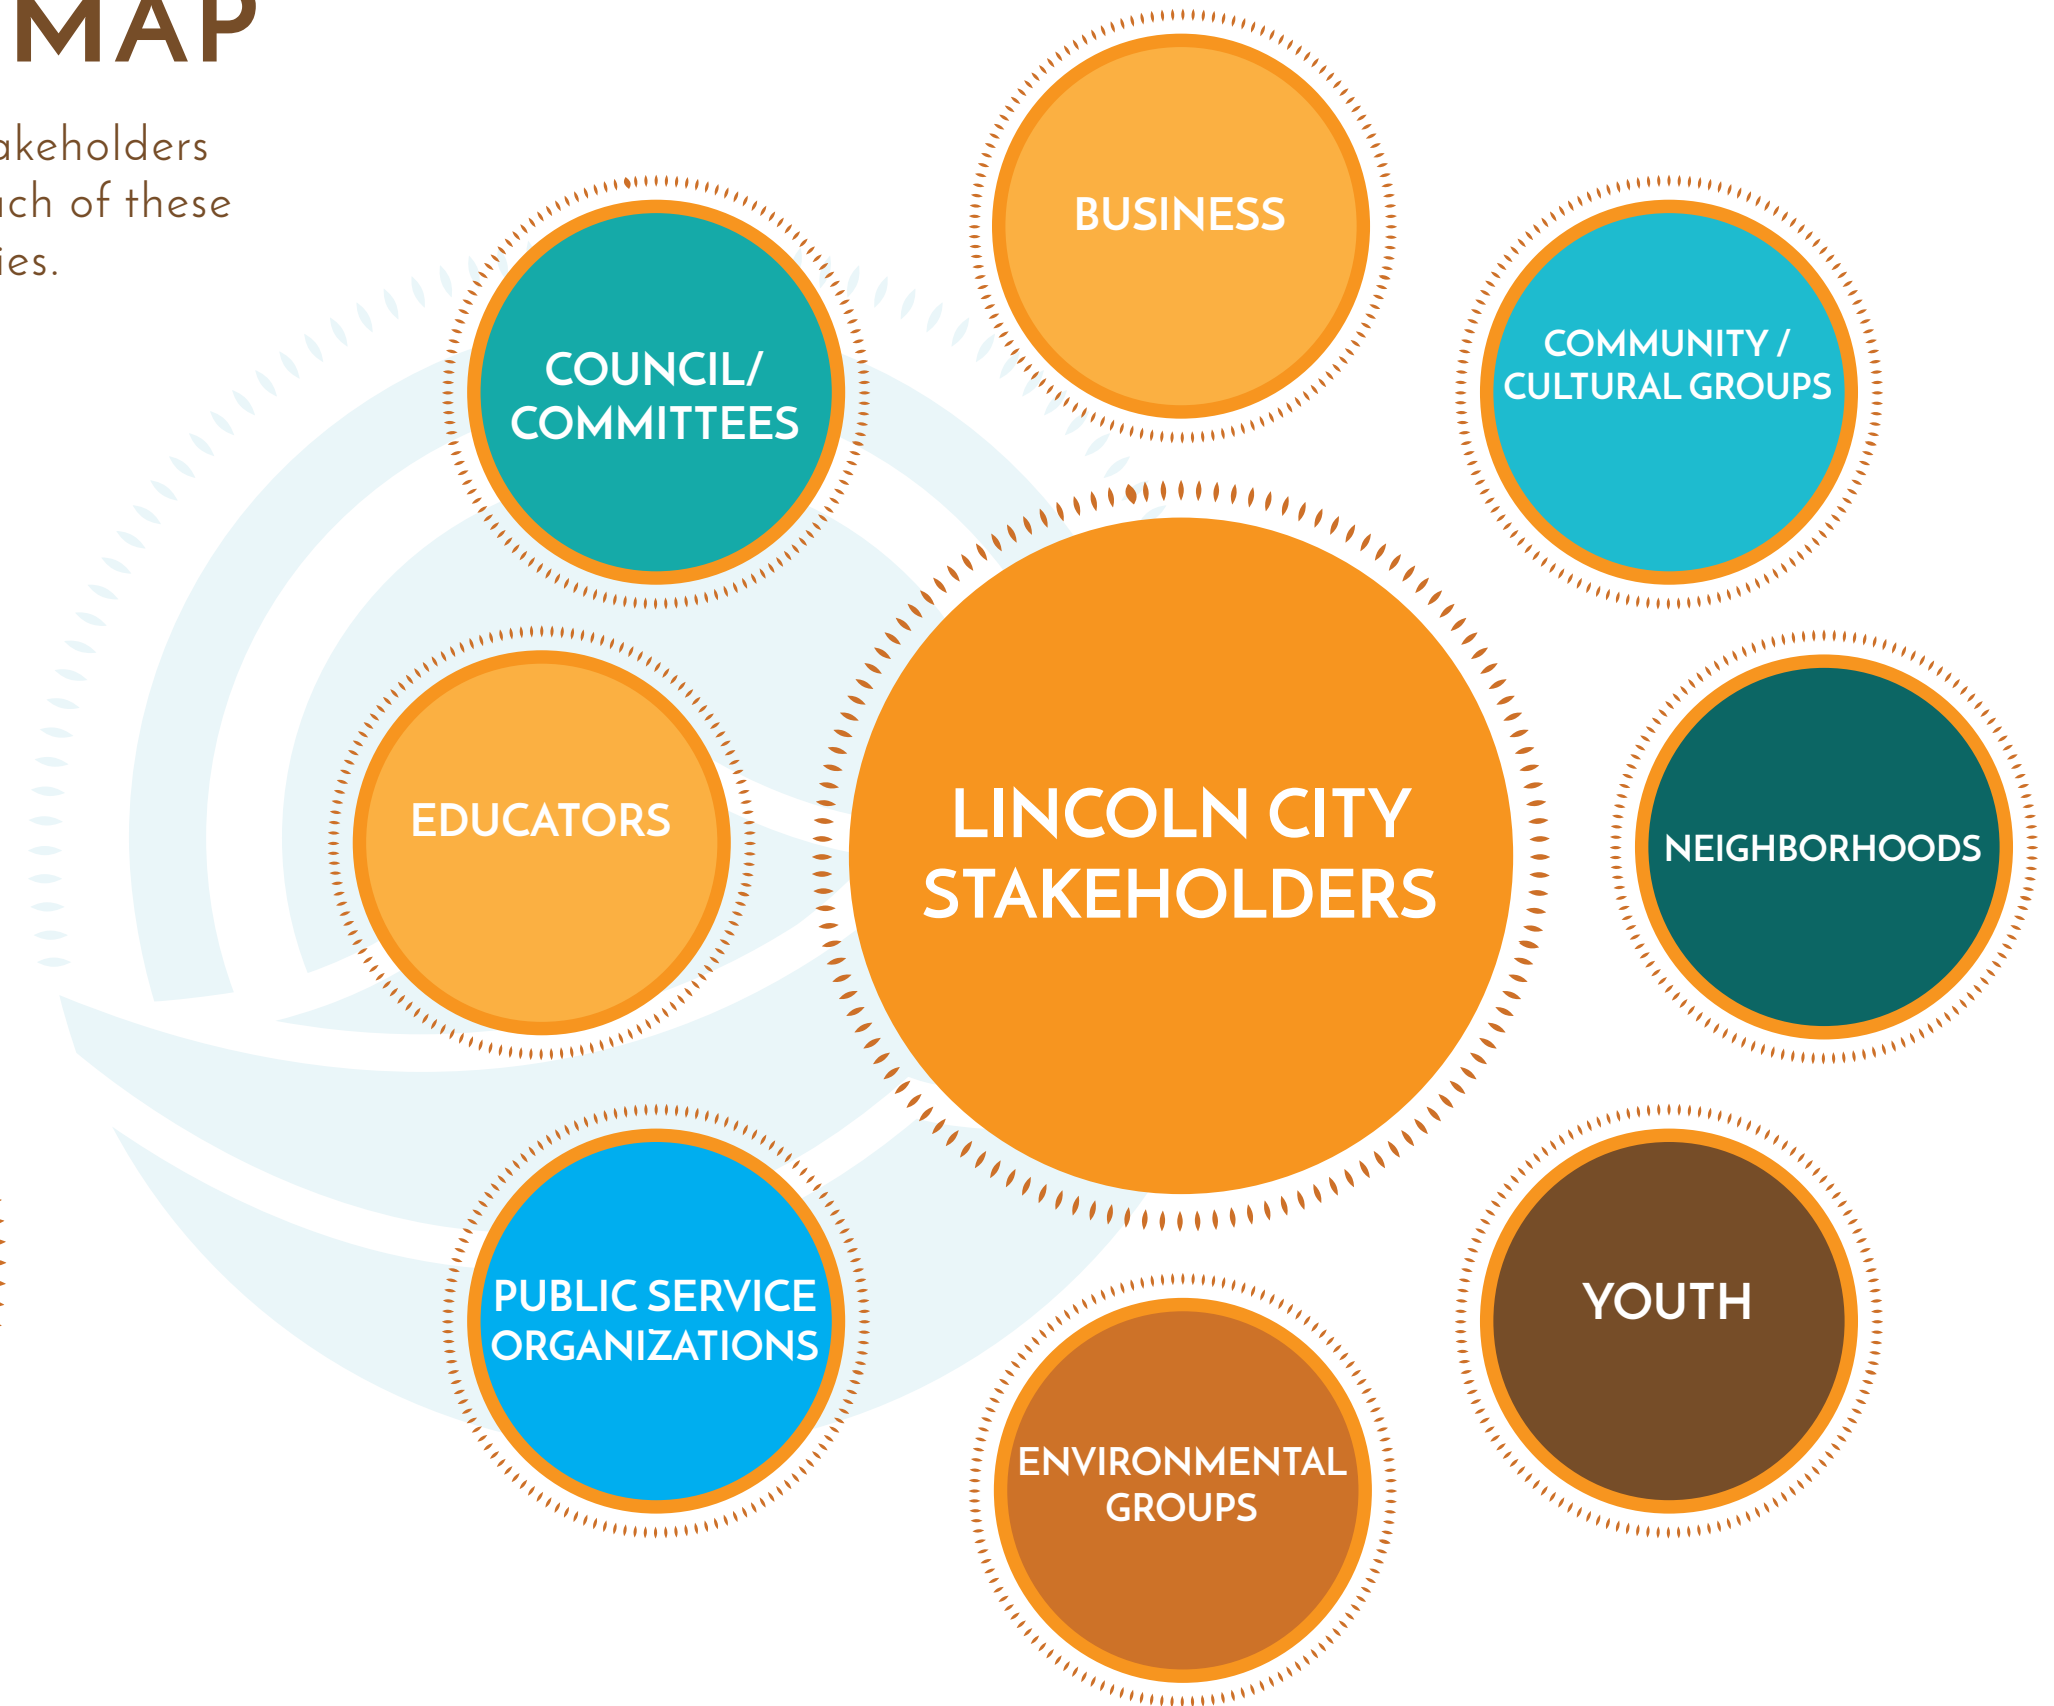 MAP
akeholders
ach of these
ies.
BUSINESS
COUNCIL/
COMMITTEES
COMMUNITY /
CULTURAL GROUPS
EDUCATORS
LINCOLN CITY
STAKEHOLDERS
NEIGHBORHOODS
PUBLIC SERVICE
ORGANIZATIONS
YOUTH
ENVIRONMENTAL
GROUPS